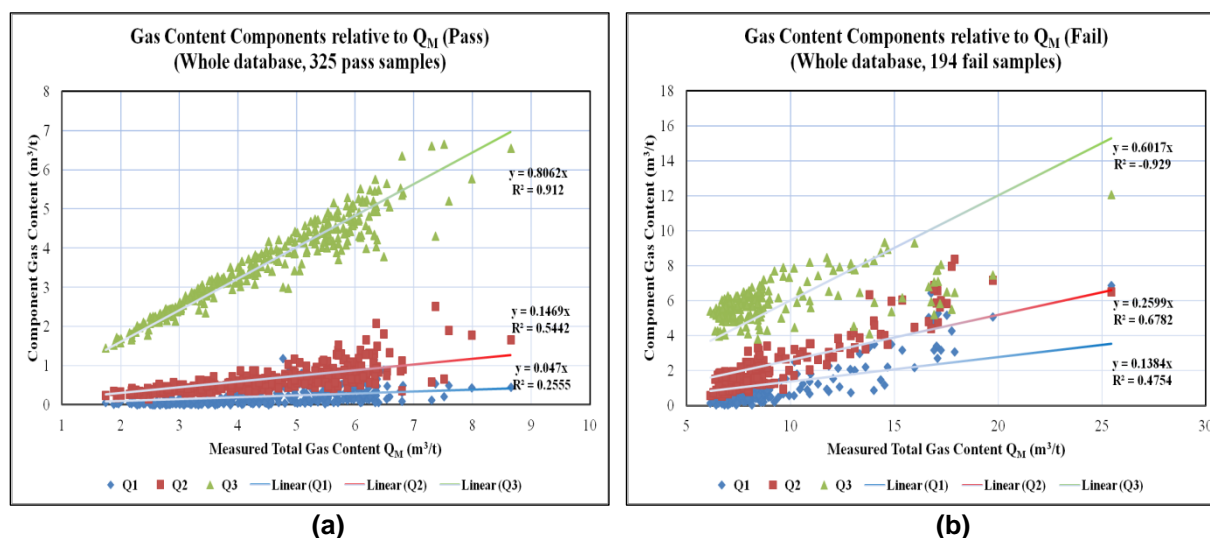 Gas Content Components relative to QM (Pass)
(Whole database, 325 pass samples)
8
7
6
5
4
3
2
1
0
Component Gas Content (m³/t)
y = 0.8062x
R² = 0.912
y = 0.1469x
R² = 0.5442
y = 0.047x
R² = 0.2555
1 2 3 4 5 6 7 8 9 10
Measured Total Gas Content QM (m³/t)
Q1 Q2 Q3 Linear (Q1) Linear (Q2) Linear (Q3)
(a)
Gas Content Components relative to QM (Fail)
(Whole database, 194 fail samples)
18
16
14
12
10
8
6
4
2
0
Component Gas Content (m³/t)
y = 0.6017x
R² = -0.929
y = 0.2599x
R² = 0.6782
y = 0.1384x
R² = 0.4754
5 10 15 20 25 30
Measured Total Gas Content QM (m³/t)
Q1 Q2 Q3 Linear (Q1) Linear (Q2) Linear (Q3)
(b)